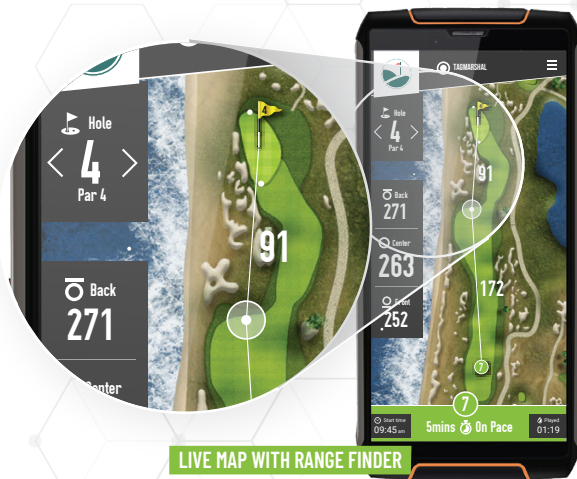 Hole
4
Par 4
Back
271
Center
4
91
TAGMARSHAL
Hole
4
Par 4
Back
271
Center
263
Front
252
91
172
7
7
Start time
09:45 am
5mins On Pace
Played
01:19
LIVE MAP WITH RANGE FINDER